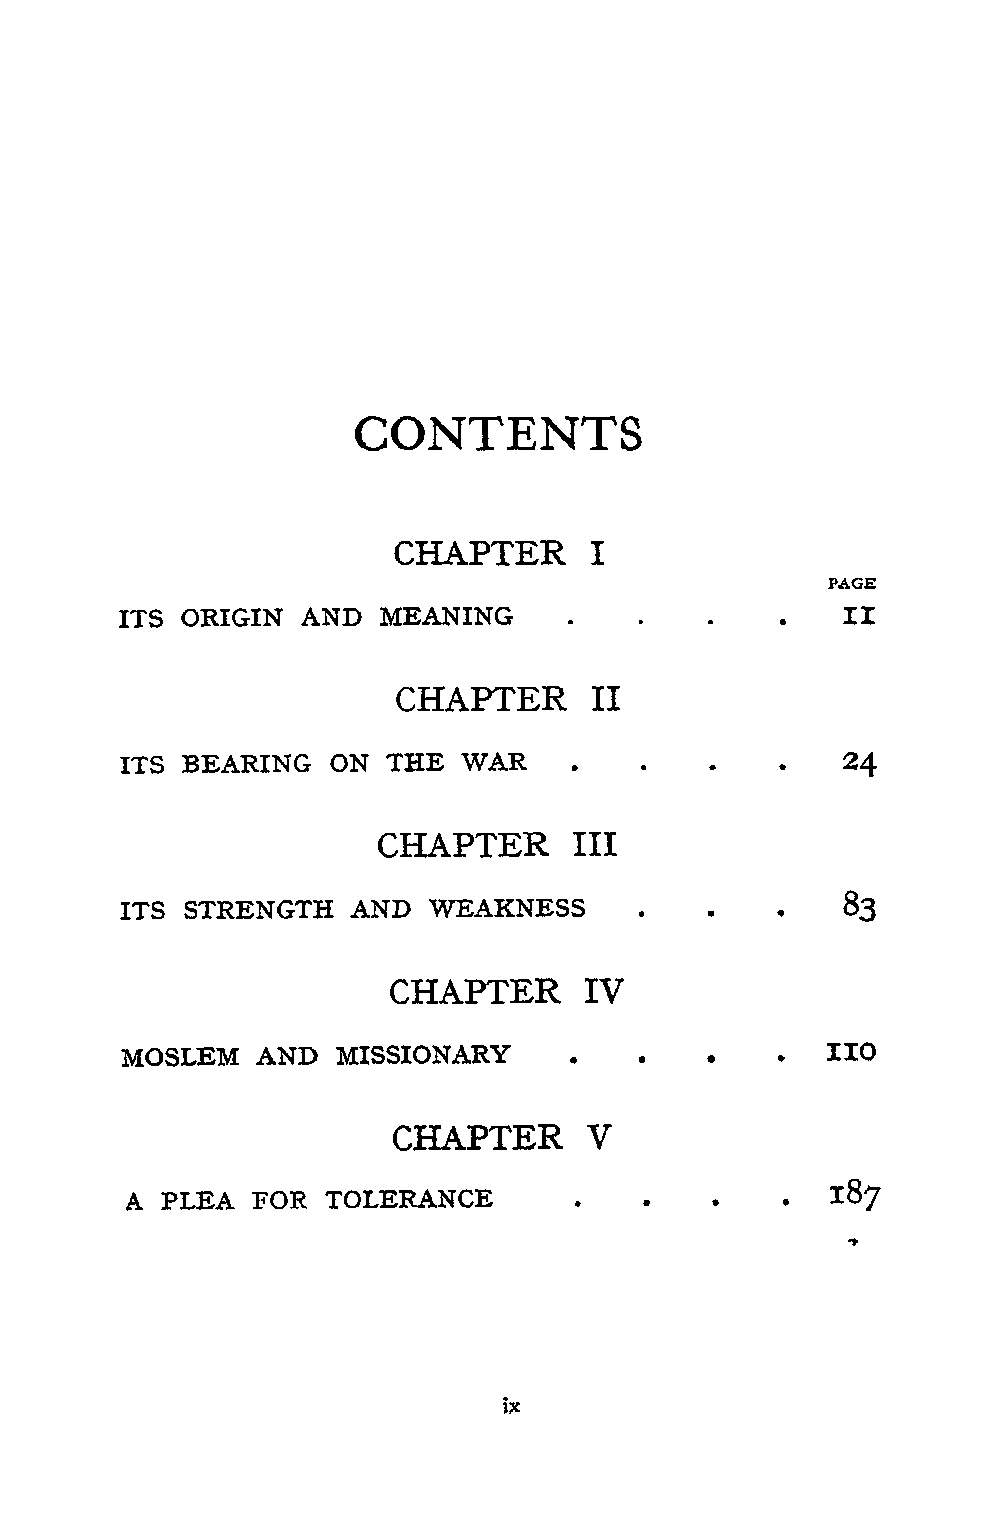 CONTENTS
CHAPTER I
PAGE
ITS ORIGIN AND MEANING . . . . 11
CHAPTER II
ITS BEARING ON THE WAR . . . . 24
CHAPTER III
ITS STRENGTH AND WEAKNESS . . . 83
CHAPTER IV
MOSLEM AND MISSIONARY . . . . 110
CHAPTER V
A PLEA FOR TOLERANCE . . . . 187
ix